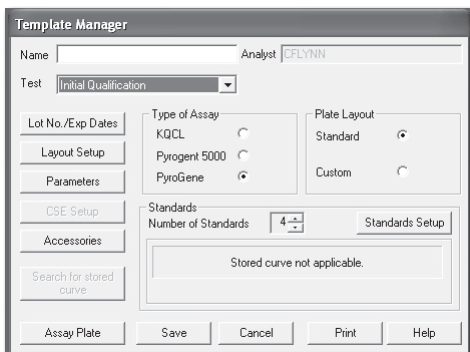 Template Manager
Name Analyst CFLYNN
Test Initial Qualification
Lot No./Exp Dates
Layout Setup
Parameters
CSE Setup
Accessories
Search for stored
curve
Type of Assay
KQCL
Pyrogent 5000
PyroGene
Plate Layout
Standard
Custom
Standards
Number of Standards 4 Standards Setup
Stored curve not applicable.
Assay Plate Save Cancel Print Help